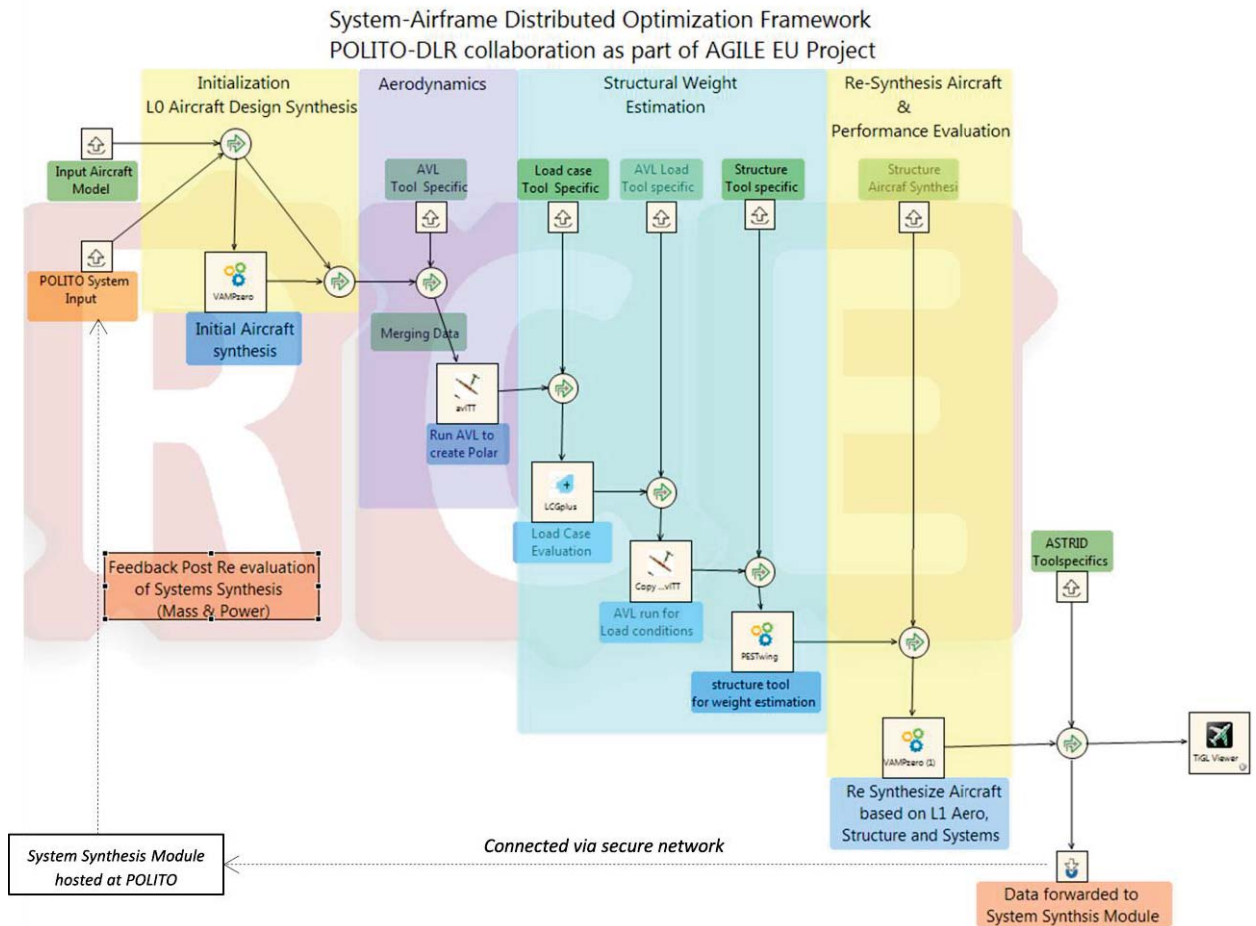 System-Airframe Distributed Optimization Framework
POLITO-DLR collaboration as part of AGILE EU Project
Initialization
L0 Aircraft Design Synthesis
Aerodynamics
Structural Weight
Estimation
Re-Synthesis Aircraft
&
Performance Evaluation
Input Aircraft
Model
AVL
Tool Specific
Load case
Tool Specific
AVL Load
Tool specific
Structure
Tool specific
Structure
Aircraf Synthesi
POLITO System
Input
VAMPzero
Initial Aircraft
synthesis
Merging Data
aviTT
Run AVL to
create Polar
LCGplus
Load Case
Evaluation
Copy ...viTT
AVL run for
Load conditions
PESTwing
structure tool
for weight estimation
Feedback Post Re evaluation
of Systems Synthesis
(Mass & Power)
ASTRID
Toolspecifics
VAMPzero (1)
Re Synthesize Aircraft
based on L1 Aero,
Structure and Systems
TiGL Viewer
System Synthesis Module
hosted at POLITO
Connected via secure network
Data forwarded to
System Synthsis Module
RCE